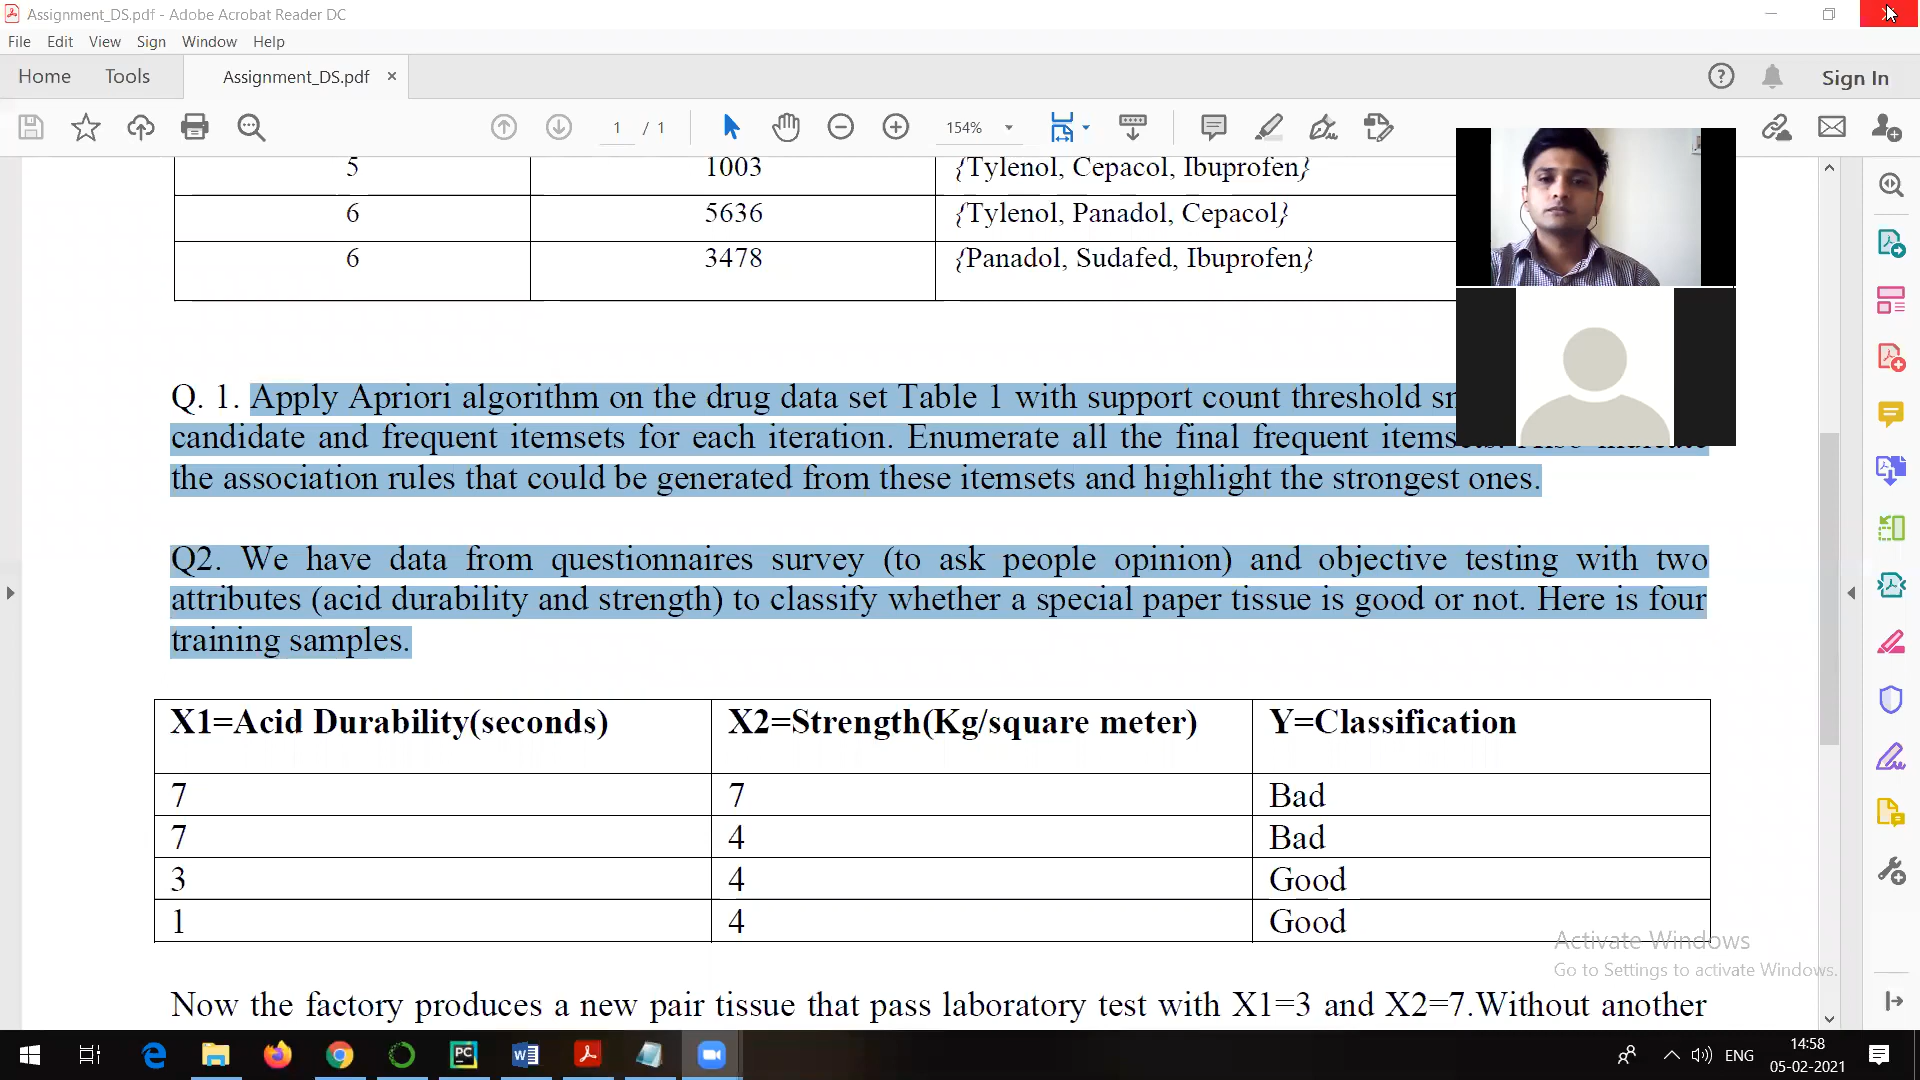 Assignment_DS.pdf - Adobe Acrobat Reader DC
File Edit View Sign Window Help
Home Tools Assignment_DS.pdf × Sign In
1 / 1 154%
5 1003 {Tylenol, Cepacol, Ibuprofen}
6 5636 {Tylenol, Panadol, Cepacol}
6 3478 {Panadol, Sudafed, Ibuprofen}
Q. 1. Apply Apriori algorithm on the drug data set Table 1 with support count threshold
candidate and frequent itemsets for each iteration. Enumerate all the final frequent itemsets. Also indicate
the association rules that could be generated from these itemsets and highlight the strongest ones.
Q2. We have data from questionnaires survey (to ask people opinion) and objective testing with two
attributes (acid durability and strength) to classify whether a special paper tissue is good or not. Here is four
training samples.
X1=Acid Durability(seconds) X2=Strength(Kg/square meter) Y=Classification
7 7 Bad
7 4 Bad
3 4 Good
1 4 Good
Activate Windows
Go to Settings to activate Windows.
Now the factory produces a new pair tissue that pass laboratory test with X1=3 and X2=7.Without another
ENG
14:58
05-02-2021